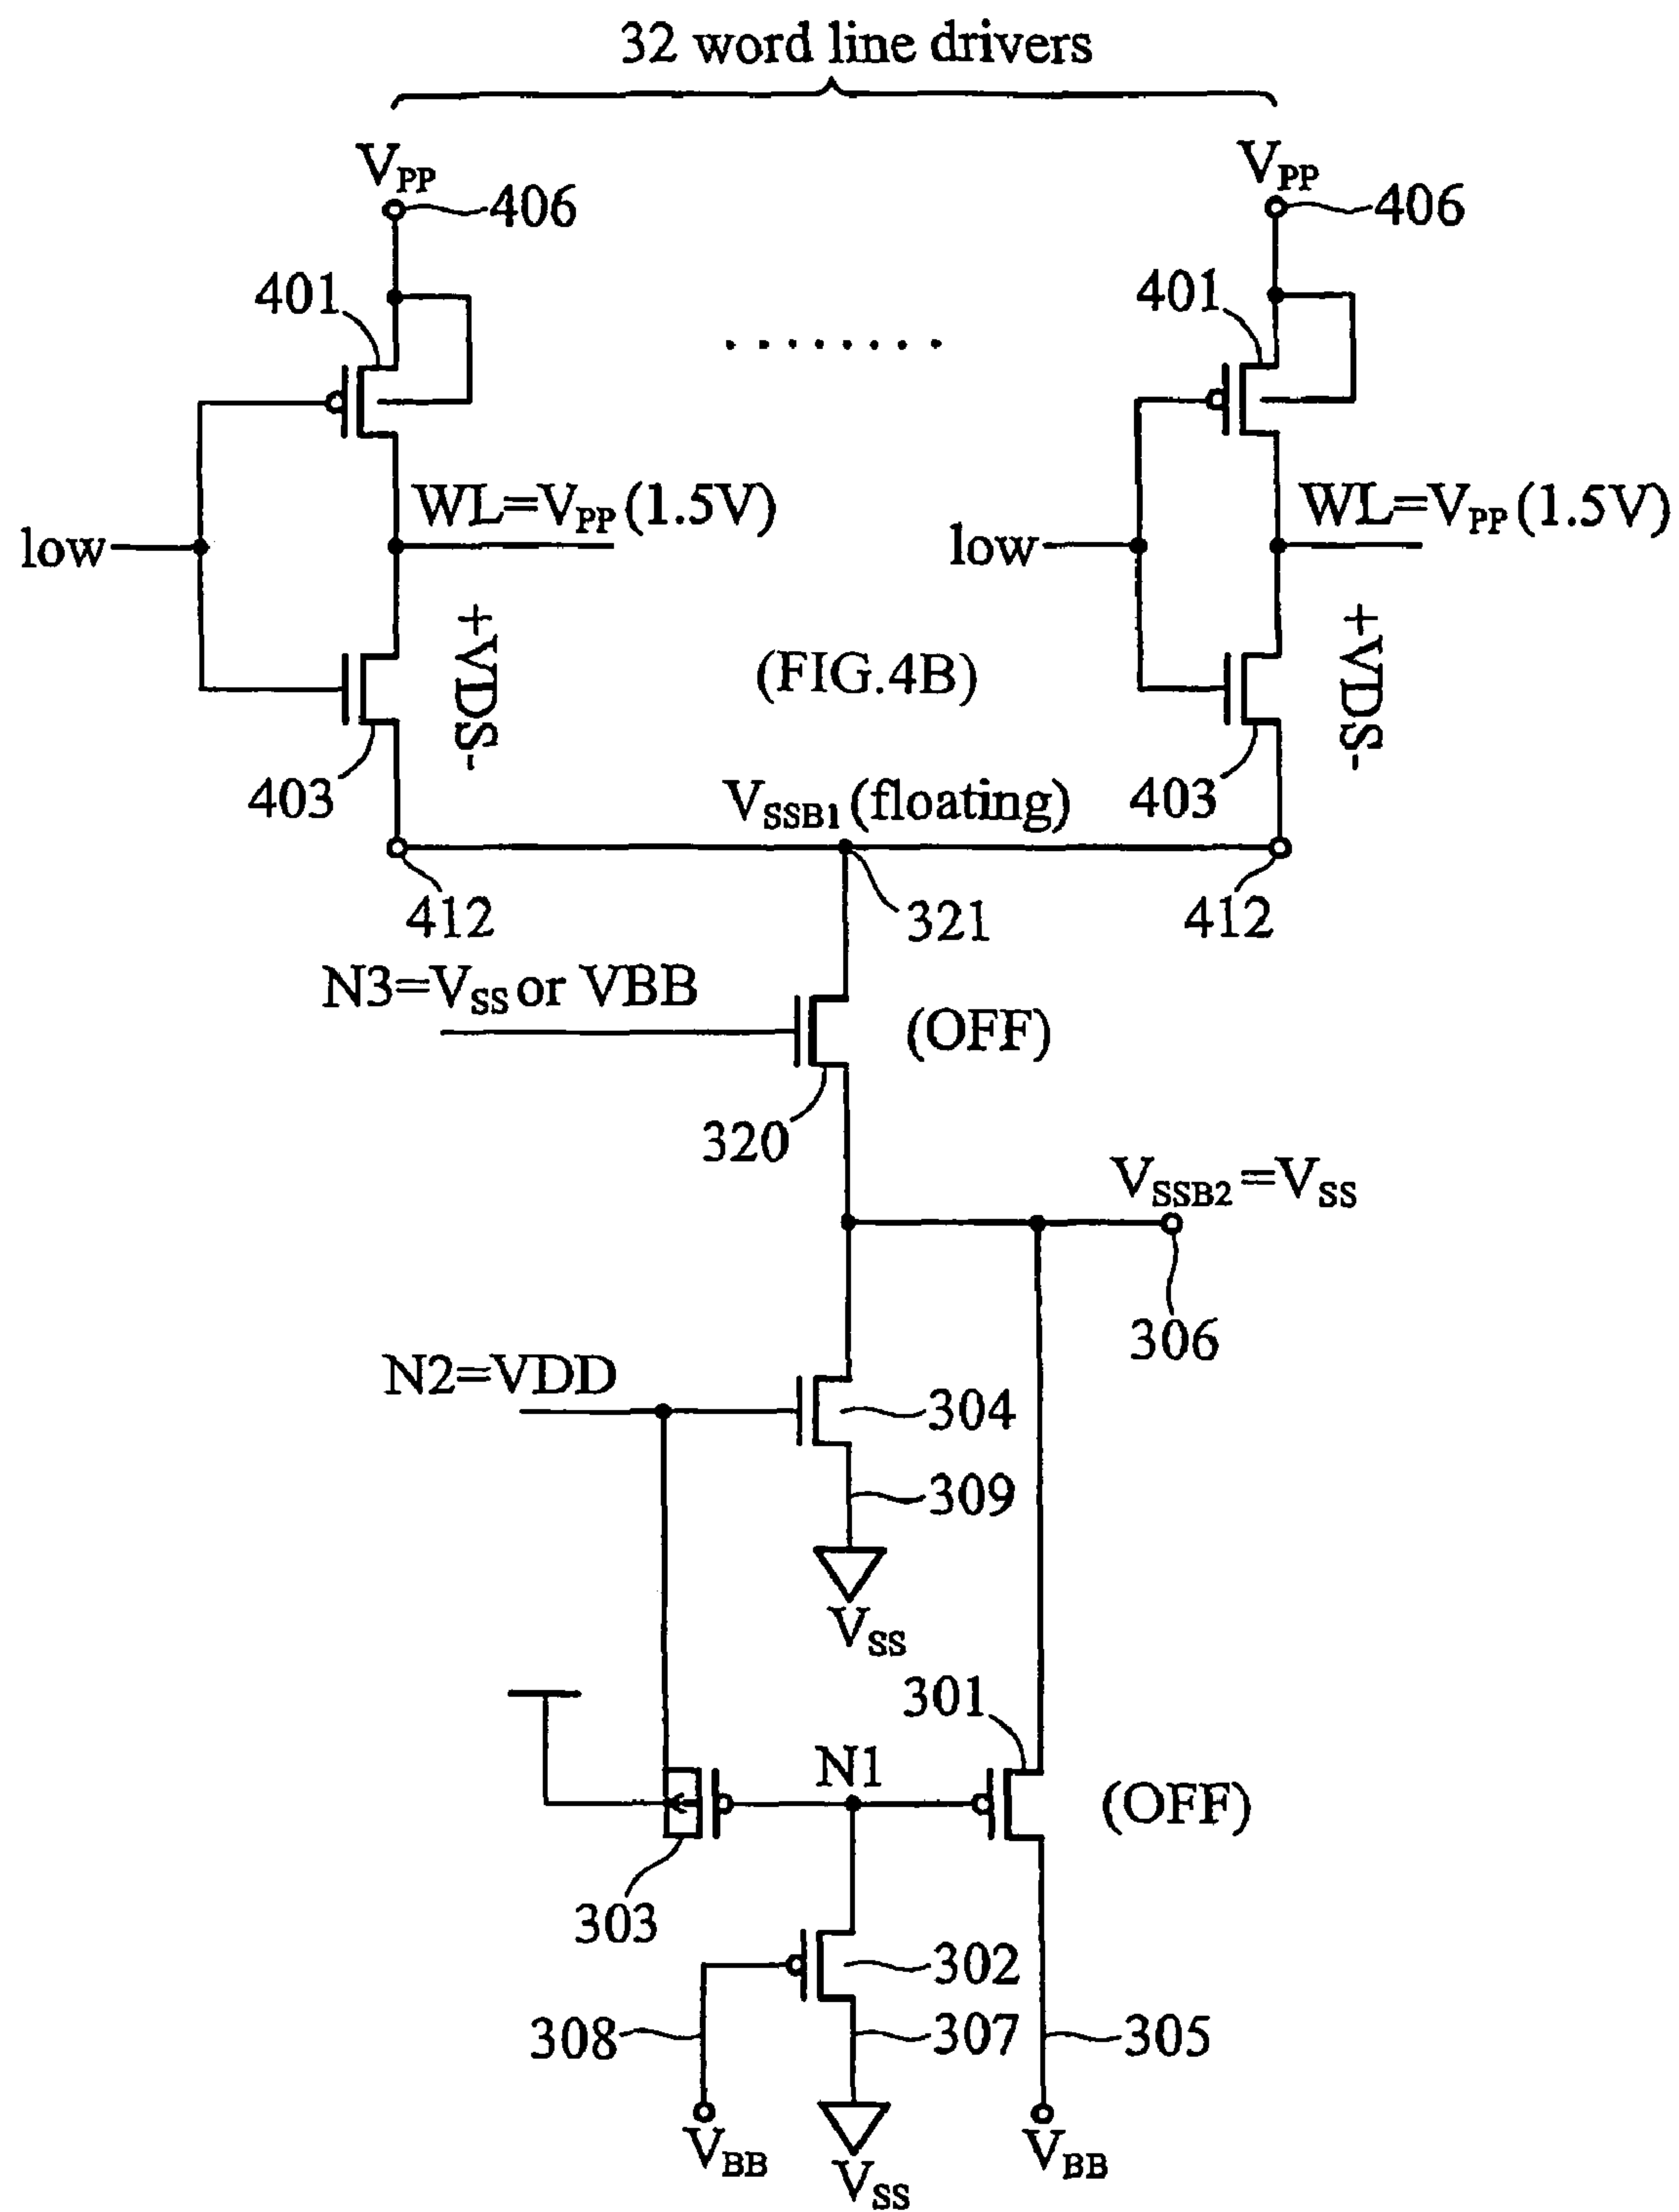 32 word line drivers
VPP
VPP
406
406
401
401
WL=VPP (1.5V)
WL=VPP (1.5V)
low
low
+VDS-
+VDS-
(FIG.4B)
403
403
VSSB1 (floating)
412
321
412
N3=VSS or VBB
(OFF)
320
VSSB2=VSS
306
N2=VDD
304
309
VSS
301
N1
(OFF)
303
302
308
307
305
VBB
VSS
VBB